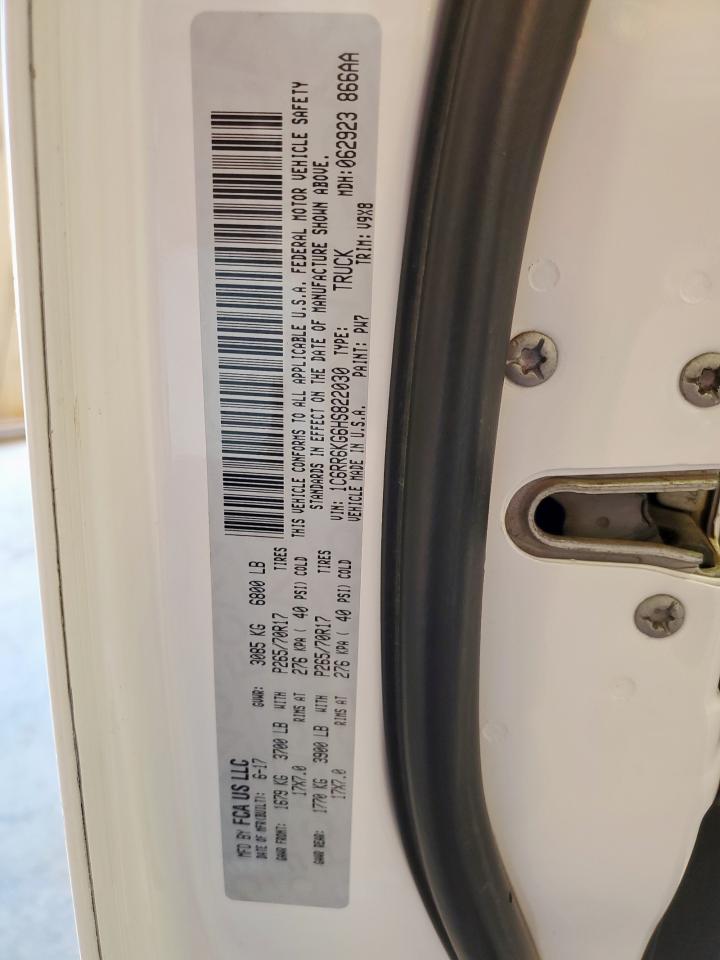 MFD BY FCA US LLC
DATE OF MFR(BUILT): 6-17 GVWR: 3085 KG 6800 LB
GAWR FRONT: 1679 KG 3700 LB WITH P265/70R17 TIRES
17X7.0 RIMS AT 276 KPA ( 40 PSI) COLD
GAWR REAR: 1770 KG 3900 LB WITH P265/70R17 TIRES
17X7.0 RIMS AT 276 KPA ( 40 PSI) COLD
THIS VEHICLE CONFORMS TO ALL APPLICABLE U.S.A. FEDERAL MOTOR VEHICLE SAFETY
STANDARDS IN EFFECT ON THE DATE OF MANUFACTURE SHOWN ABOVE.
VIN: 1C6RR6KG6HS822030 TYPE: TRUCK MDH: 062923 866AA
VEHICLE MADE IN U.S.A. PAINT: PW7 TRIM: V9X8